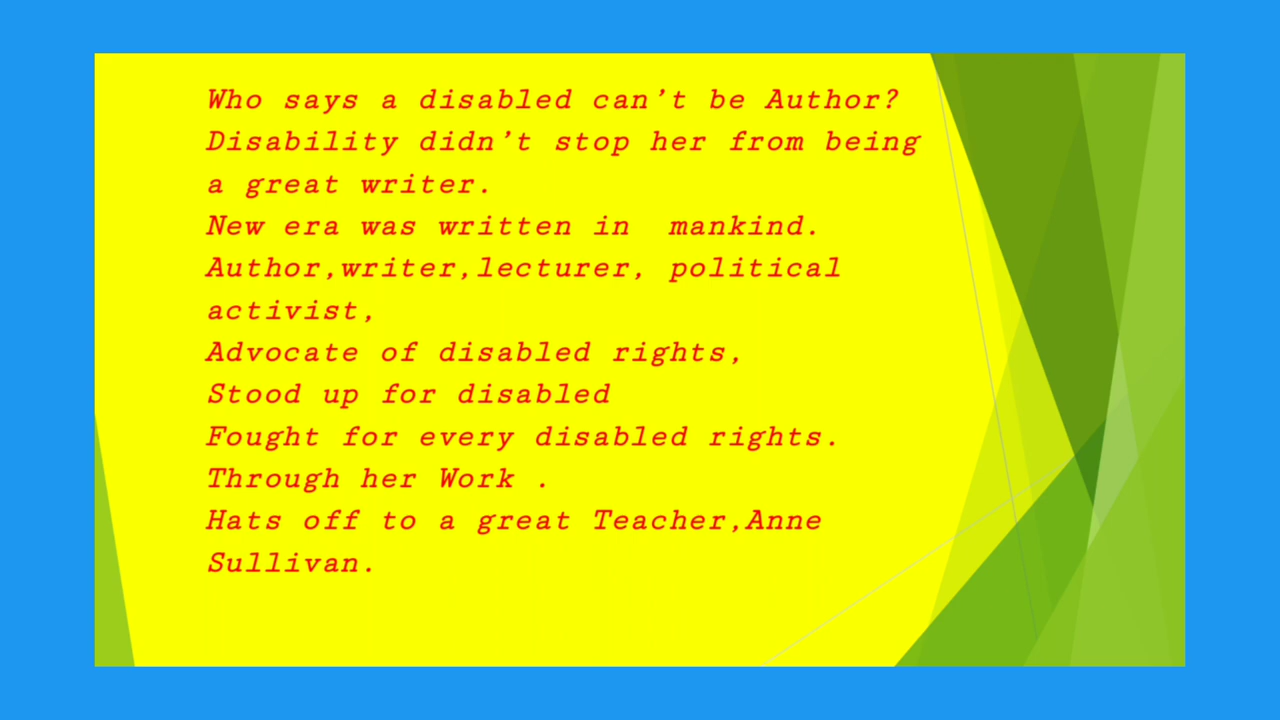 Who says a disabled can’t be Author?
Disability didn’t stop her from being
a great writer.
New era was written in  mankind.
Author,writer,lecturer, political
activist,
Advocate of disabled rights,
Stood up for disabled
Fought for every disabled rights.
Through her Work .
Hats off to a great Teacher,Anne
Sullivan.